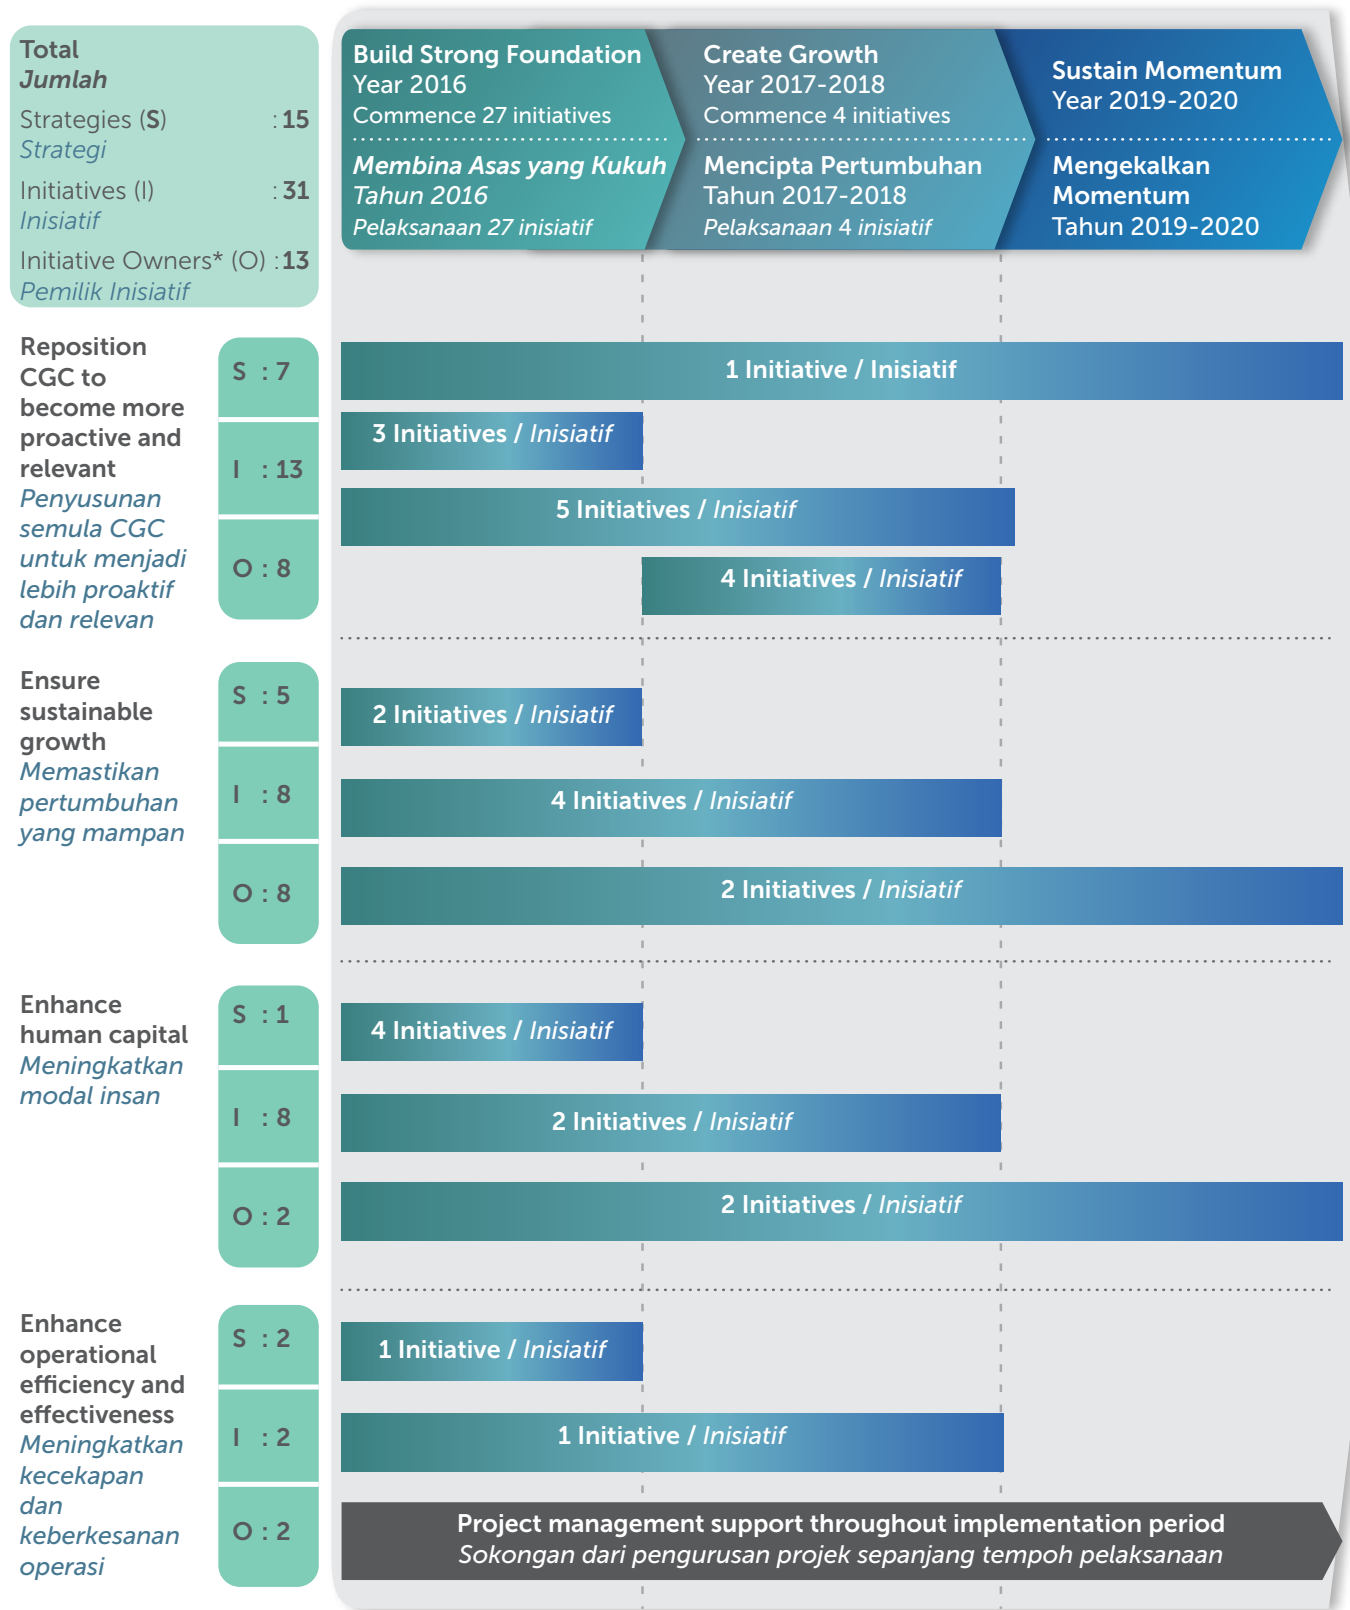 Total
Jumlah
Strategies (S) : 15
Strategi
Initiatives (I) : 31
Inisiatif
Initiative Owners* (O) : 13
Pemilik Inisiatif
Build Strong Foundation
Year 2016
Commence 27 initiatives
Membina Asas yang Kukuh
Tahun 2016
Pelaksanaan 27 inisiatif
Create Growth
Year 2017-2018
Commence 4 initiatives
Mencipta Pertumbuhan
Tahun 2017-2018
Pelaksanaan 4 inisiatif
Sustain Momentum
Year 2019-2020
Mengekalkan
Momentum
Tahun 2019-2020
Reposition
CGC to
become more
proactive and
relevant
Penyusunan
semula CGC
untuk menjadi
lebih proaktif
dan relevan
S : 7
I : 13
O : 8
1 Initiative / Inisiatif
3 Initiatives / Inisiatif
5 Initiatives / Inisiatif
4 Initiatives / Inisiatif
Ensure
sustainable
growth
Memastikan
pertumbuhan
yang mampan
S : 5
I : 8
O : 8
2 Initiatives / Inisiatif
4 Initiatives / Inisiatif
2 Initiatives / Inisiatif
Enhance
human capital
Meningkatkan
modal insan
S : 1
I : 8
O : 2
4 Initiatives / Inisiatif
2 Initiatives / Inisiatif
2 Initiatives / Inisiatif
Enhance
operational
efficiency and
effectiveness
Meningkatkan
kecekapan
dan
keberkesanan
operasi
S : 2
I : 2
O : 2
1 Initiative / Inisiatif
1 Initiative / Inisiatif
Project management support throughout implementation period
Sokongan dari pengurusan projek sepanjang tempoh pelaksanaan